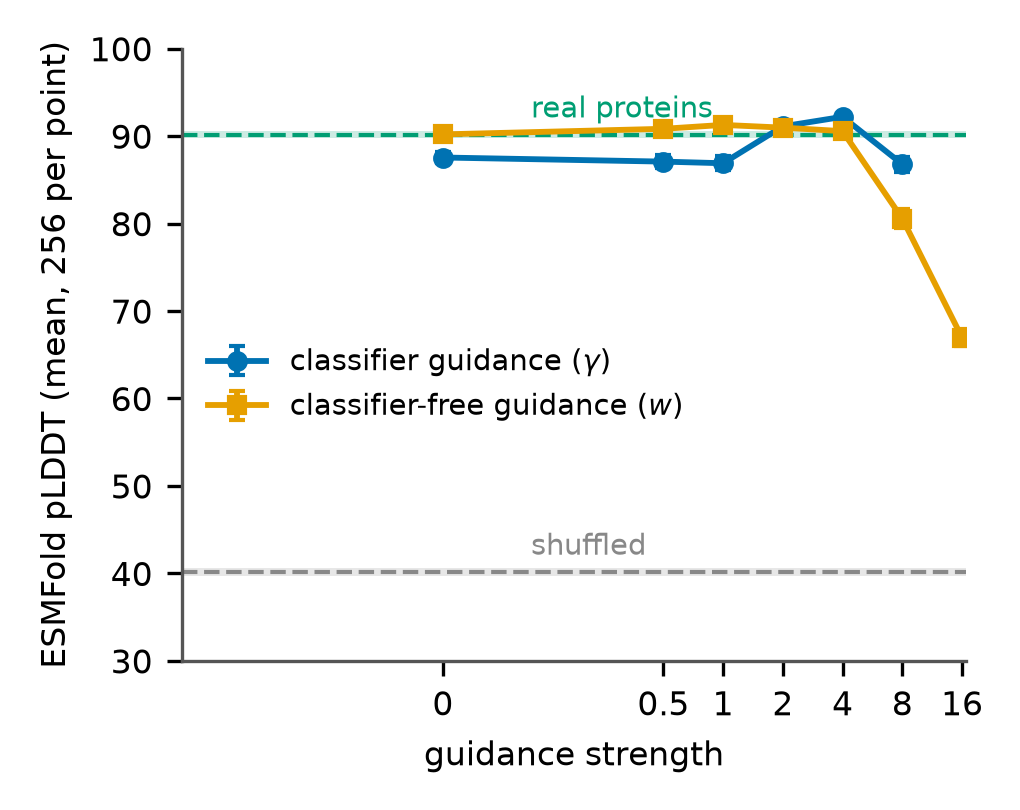 ESMFold pLDDT (mean, 256 per point)
100
90
80
70
60
50
40
30
real proteins
classifier guidance (γ)
classifier-free guidance (w)
shuffled
0 0.5 1 2 4 8 16
guidance strength